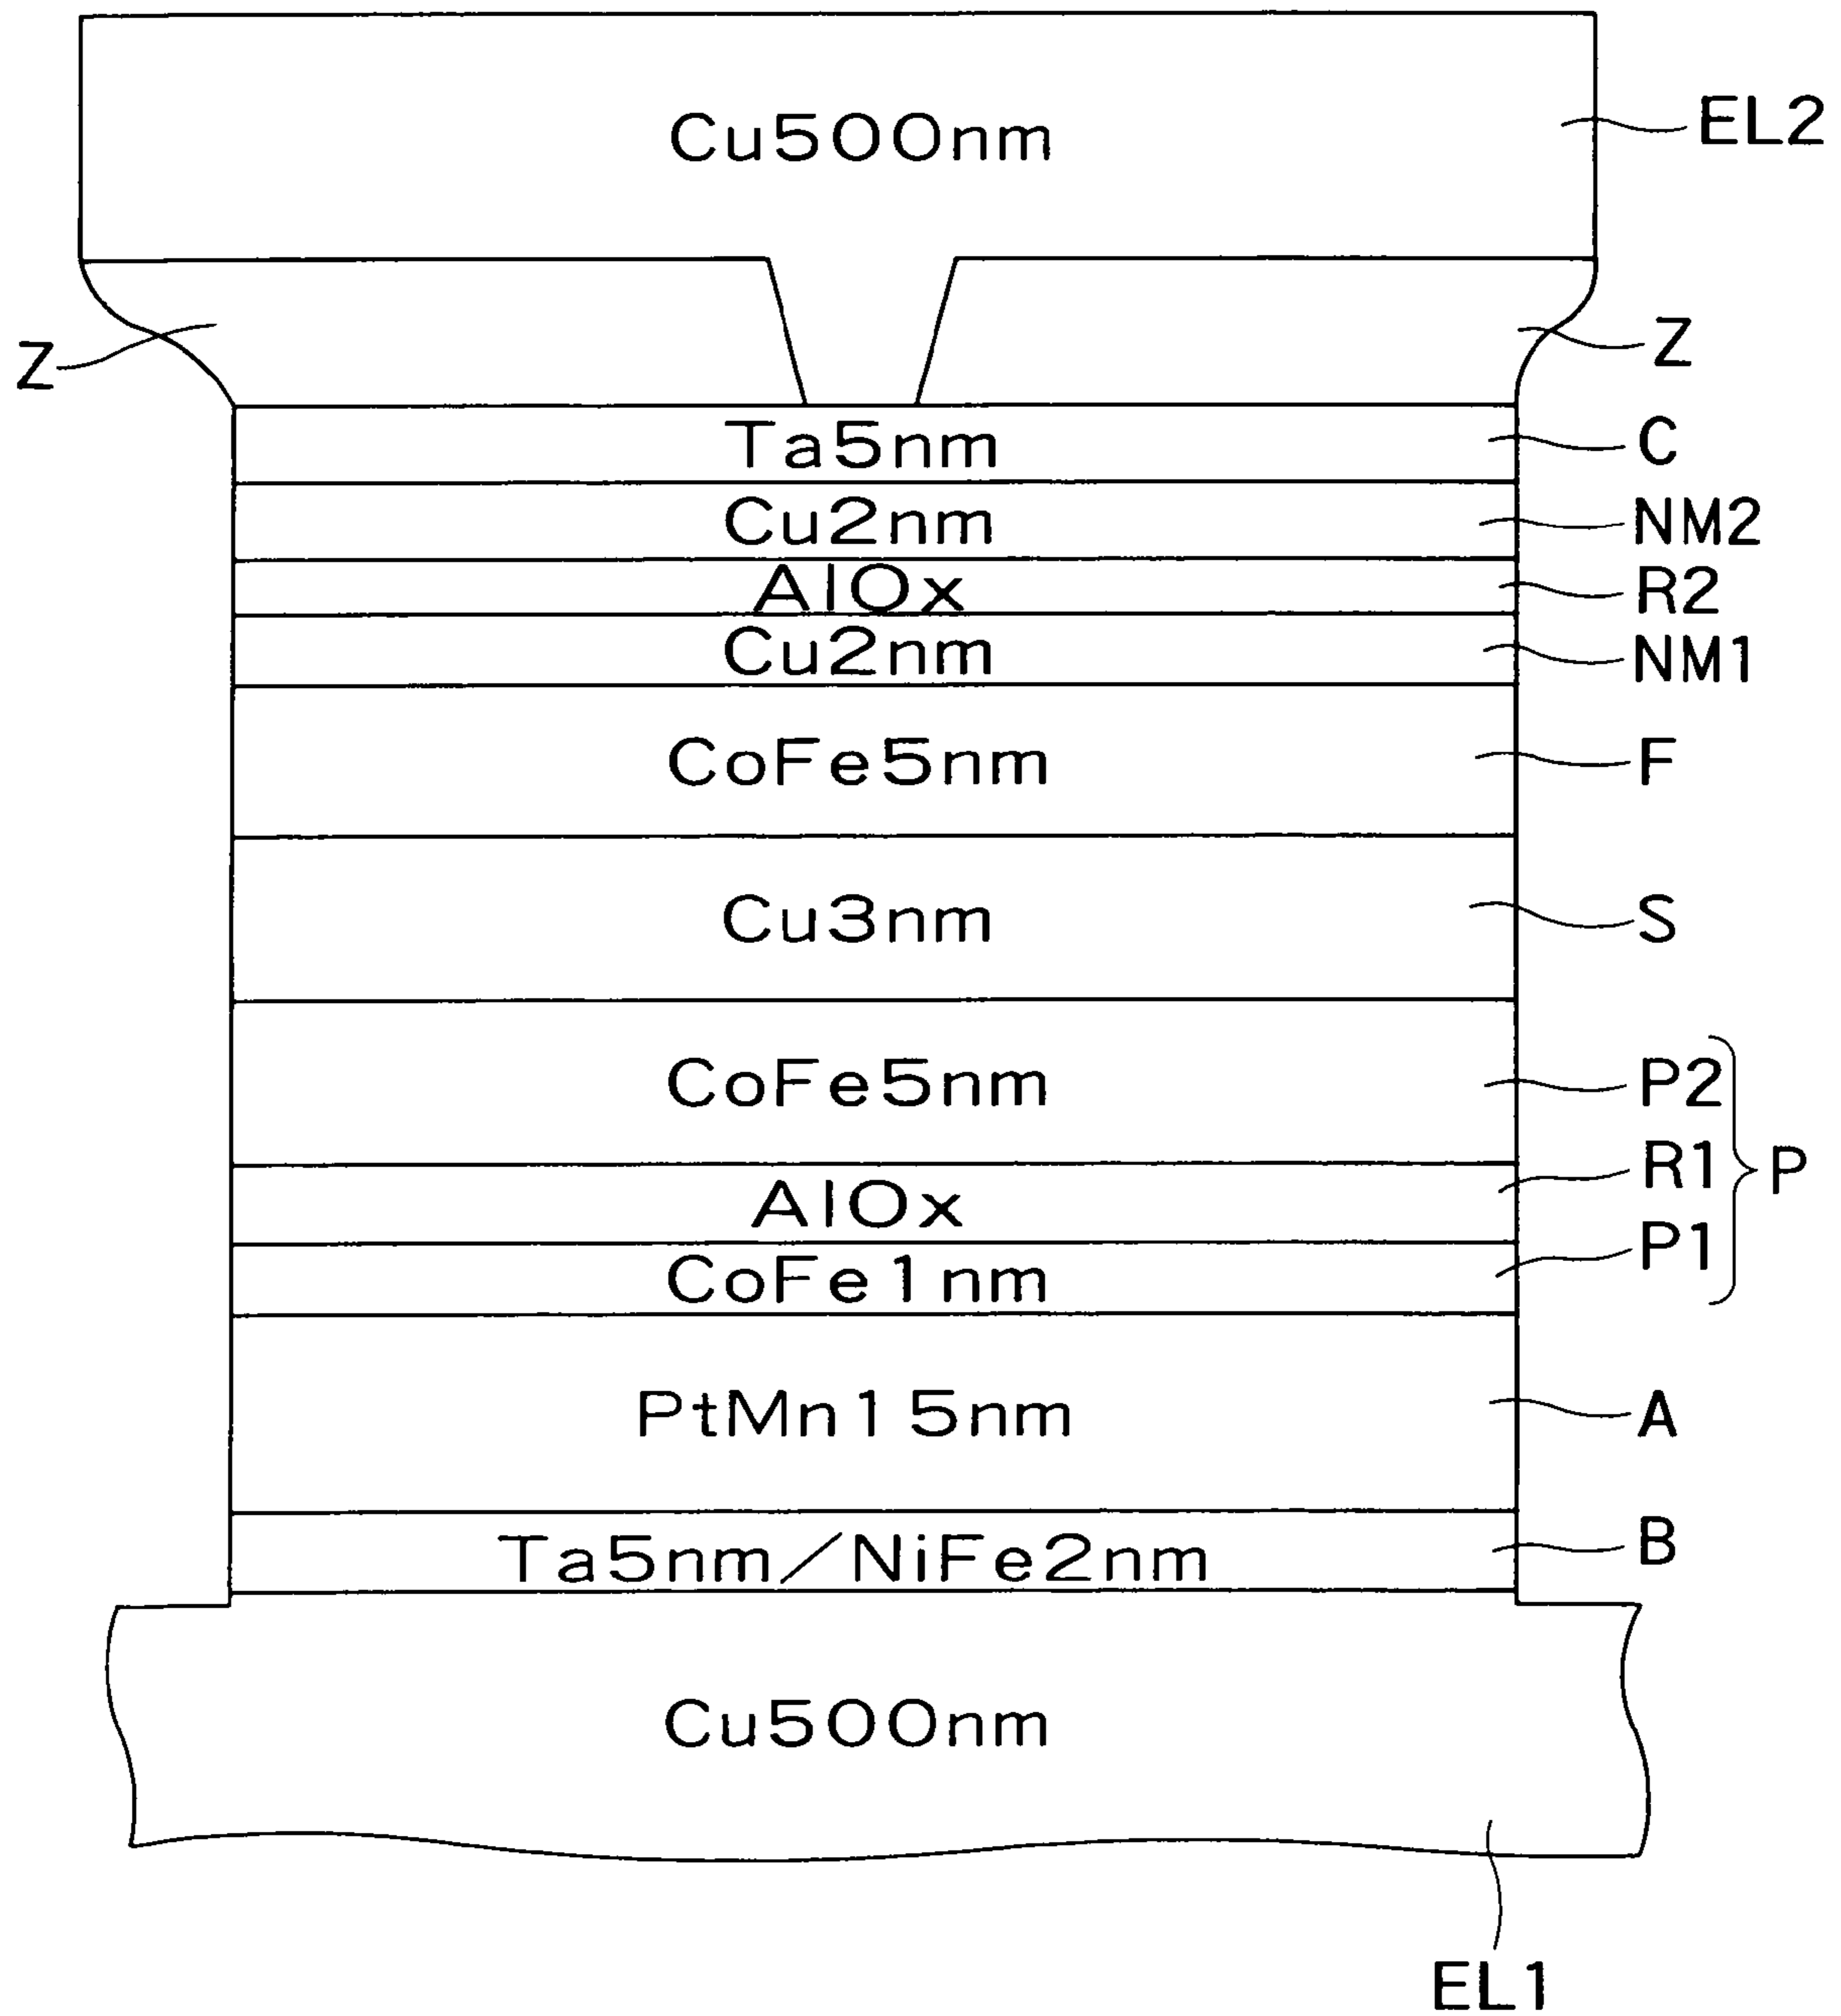 Cu500nm EL2
Z Z
Ta5nm C
Cu2nm NM2
AlOx R2
Cu2nm NM1
CoFe5nm F
Cu3nm S
CoFe5nm P2
AlOx R1 P
CoFe1nm P1
PtMn15nm A
Ta5nm/NiFe2nm B
Cu500nm
EL1